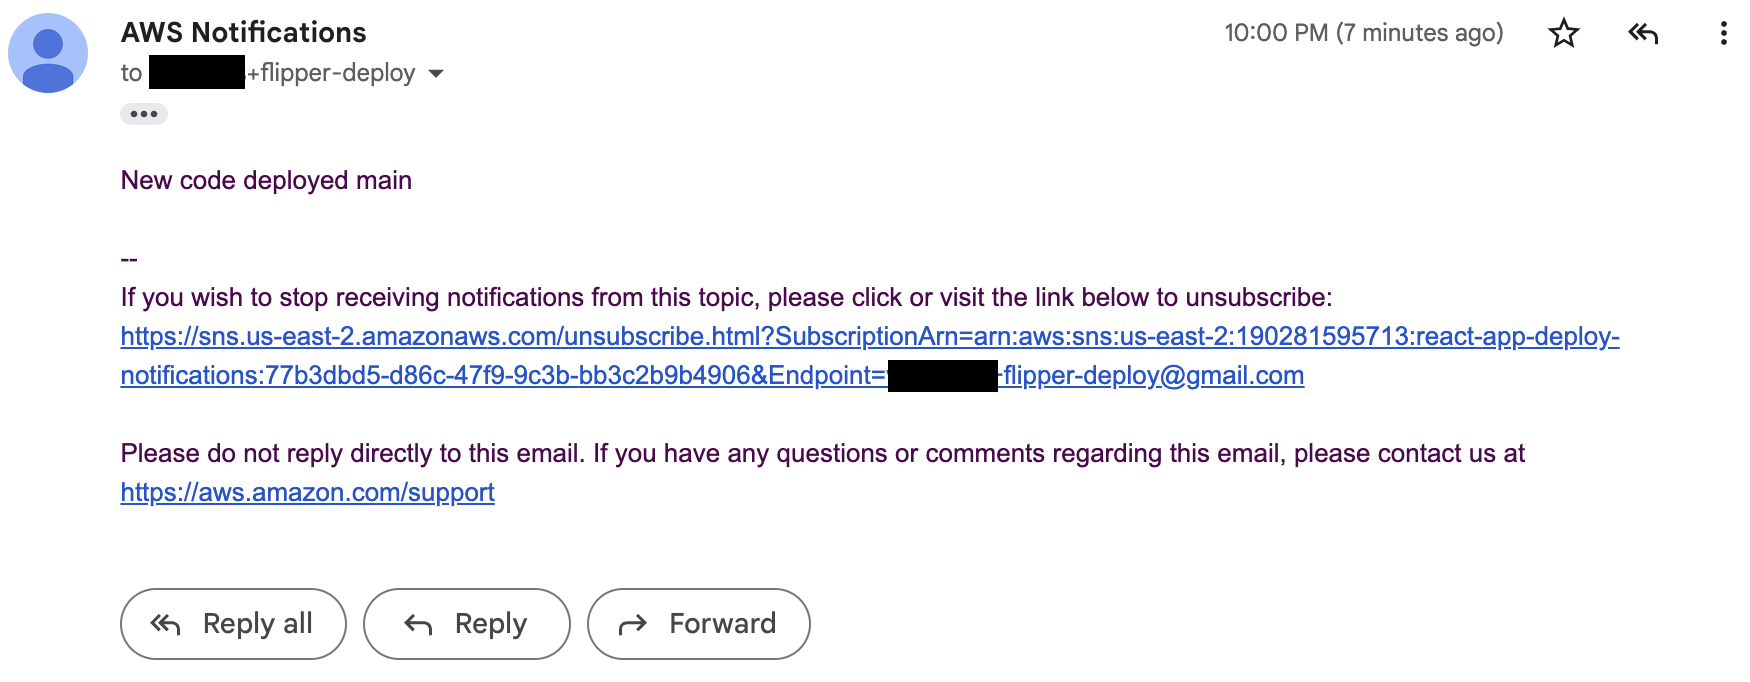 AWS Notifications
10:00 PM (7 minutes ago)
to +flipper-deploy
New code deployed main
--
If you wish to stop receiving notifications from this topic, please click or visit the link below to unsubscribe:
https://sns.us-east-2.amazonaws.com/unsubscribe.html?SubscriptionArn=arn:aws:sns:us-east-2:190281595713:react-app-deploy-
notifications:77b3dbd5-d86c-47f9-9c3b-bb3c2b9b4906&Endpoint= flipper-deploy@gmail.com
Please do not reply directly to this email. If you have any questions or comments regarding this email, please contact us at
https://aws.amazon.com/support
Reply all
Reply
Forward